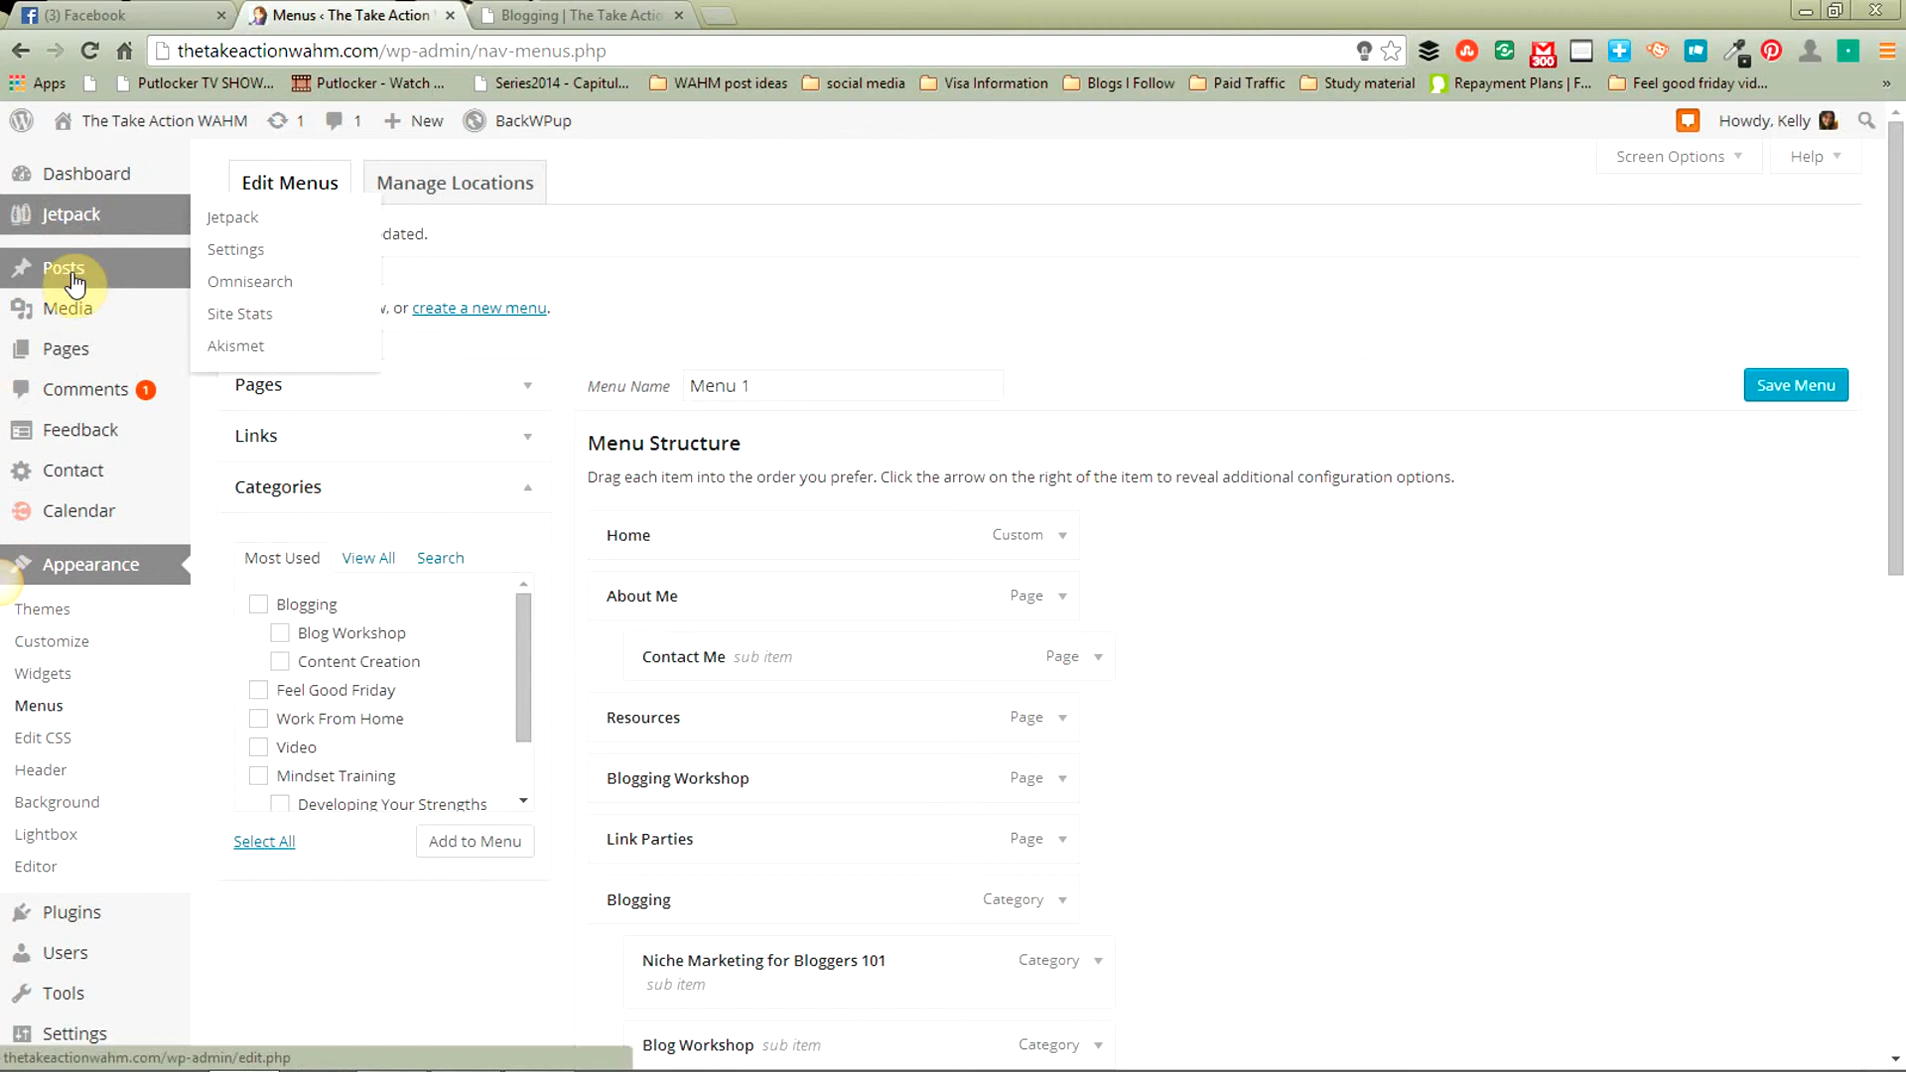 (3) Facebook
Menus ‹ The Take Action
Blogging | The Take Actio
thetakeactionwahm.com/wp-admin/nav-menus.php
300
Apps
Putlocker TV SHOW...
Putlocker - Watch ...
Series2014 - Capitul...
WAHM post ideas
social media
Visa Information
Blogs I Follow
Paid Traffic
Study material
Repayment Plans | F...
Feel good friday vid...
»
The Take Action WAHM
1
1
New
BackWPup
Howdy, Kelly
Dashboard
Jetpack
Posts
Media
Pages
Comments 1
Feedback
Contact
Calendar
Appearance
Themes
Customize
Widgets
Menus
Edit CSS
Header
Background
Lightbox
Editor
Plugins
Users
Tools
Settings
Jetpack
Settings
Omnisearch
Site Stats
Akismet
Edit Menus
Manage Locations
Screen Options
Help
dated.
, or create a new menu.
Pages
Links
Categories
Most Used
View All
Search
Blogging
Blog Workshop
Content Creation
Feel Good Friday
Work From Home
Video
Mindset Training
Developing Your Strengths
Select All
Add to Menu
Menu Name
Menu 1
Save Menu
Menu Structure
Drag each item into the order you prefer. Click the arrow on the right of the item to reveal additional configuration options.
Home Custom
About Me Page
Contact Me sub item Page
Resources Page
Blogging Workshop Page
Link Parties Page
Blogging Category
Niche Marketing for Bloggers 101 Category
sub item
Blog Workshop sub item Category
thetakeactionwahm.com/wp-admin/edit.php